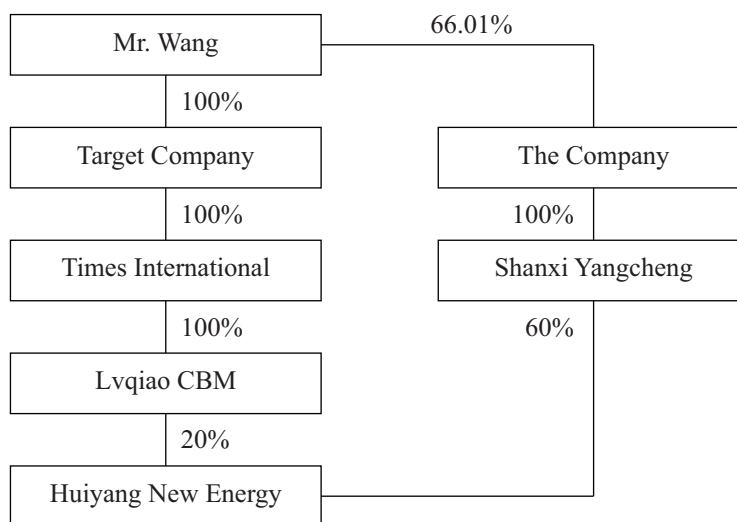 66.01%
Mr. Wang
100%
Target Company
The Company
100%
100%
Times International
Shanxi Yangcheng
100%
60%
Lvqiao CBM
20%
Huiyang New Energy